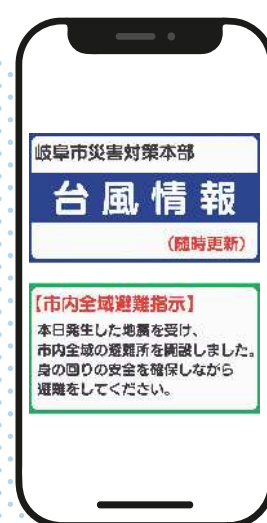 岐阜市災害対策本部
台風情報
（随時更新）
【市内全域避難指示】
本日発生した地震を受け、
市内全域の避難所を開設しました。
身の回りの安全を確保しながら
避難をしてください。